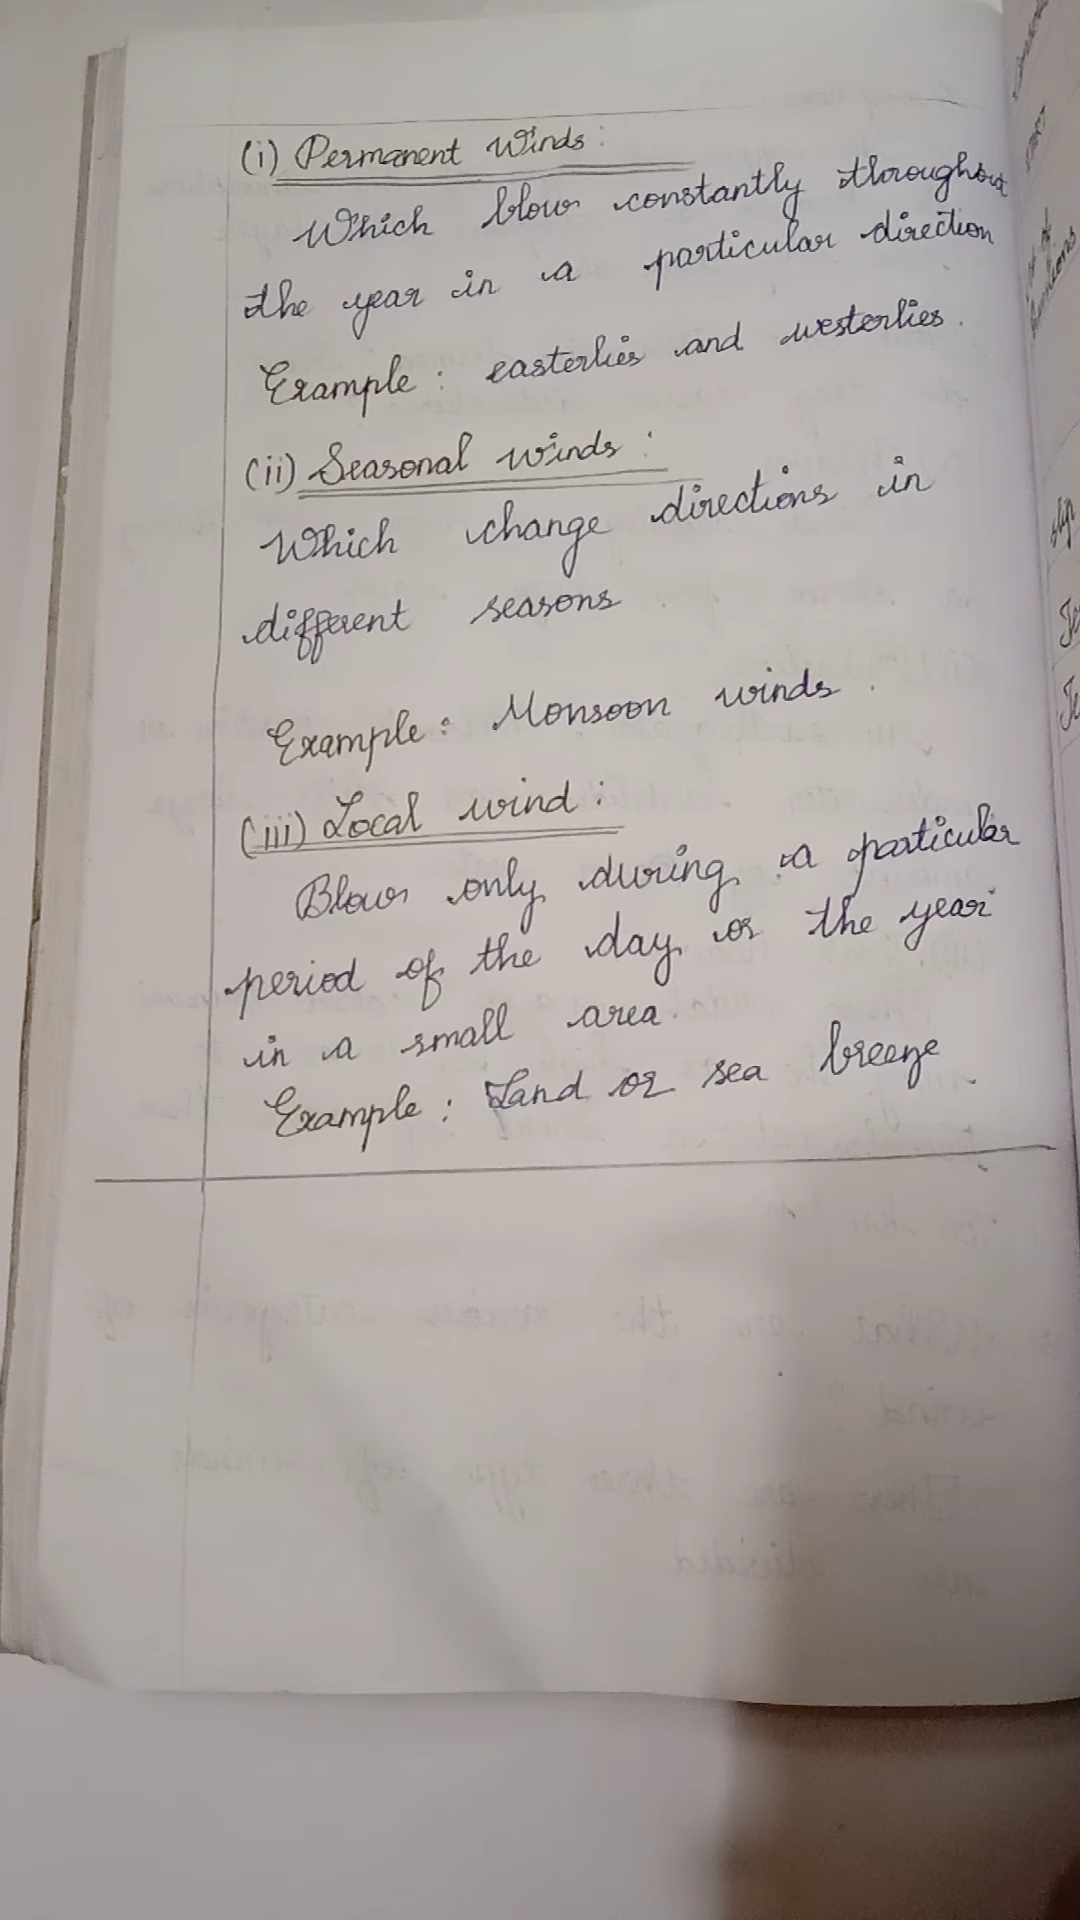 (i) Permanent Winds:
Which blow constantly throughout
the year in a particular direction
Example: easterlies and westerlies.
(ii) Seasonal winds:
Which change directions in
different seasons
Example: Monsoon winds.
(iii) Local wind:
Blows only during a particular
period of the day or the year
in a small area.
Example: Land or sea breeze